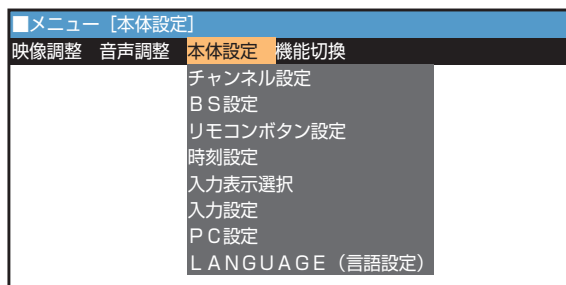 ■メニュー［本体設定］
映像調整 音声調整 本体設定 機能切換
チャンネル設定
ＢＳ設定
リモコンボタン設定
時刻設定
入力表示選択
入力設定
ＰＣ設定
ＬＡＮＧＵＡＧＥ（言語設定）